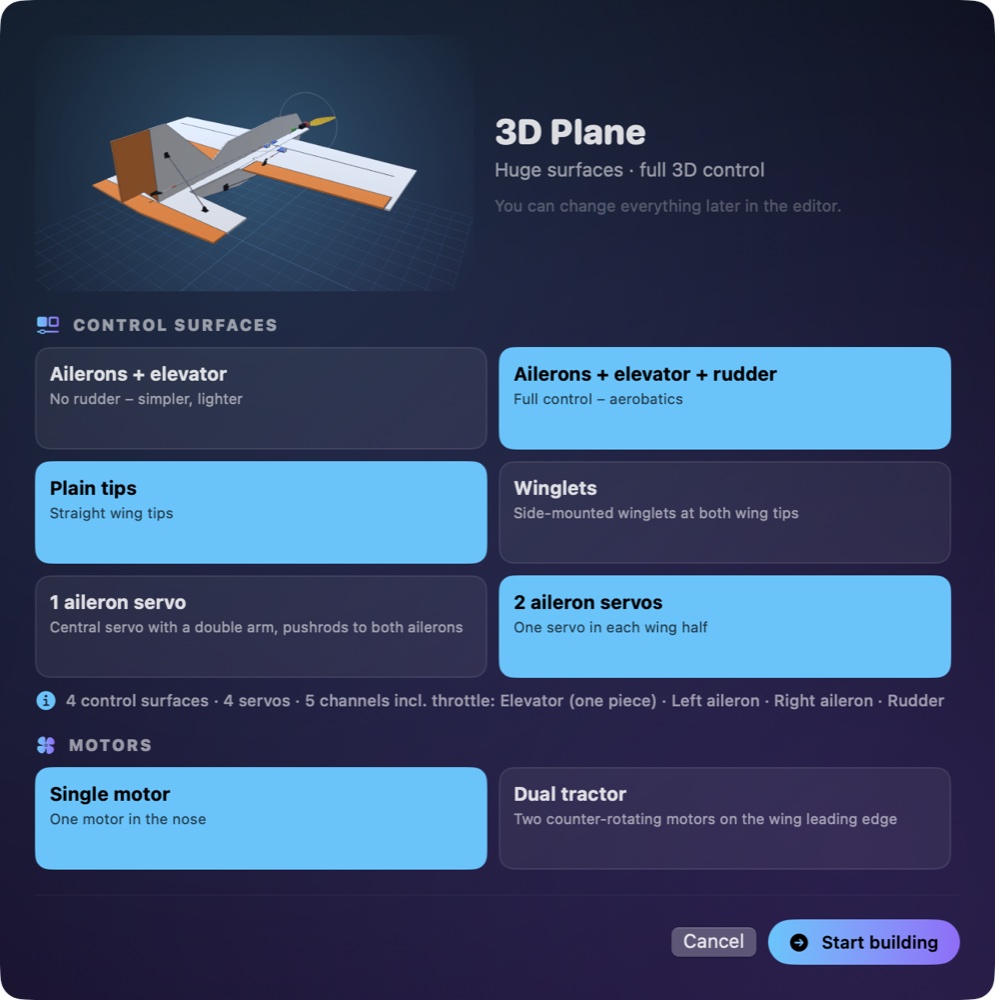 3D Plane
Huge surfaces · full 3D control
You can change everything later in the editor.
CONTROL SURFACES
Ailerons + elevator
No rudder – simpler, lighter
Ailerons + elevator + rudder
Full control – aerobatics
Plain tips
Straight wing tips
Winglets
Side-mounted winglets at both wing tips
1 aileron servo
Central servo with a double arm, pushrods to both ailerons
2 aileron servos
One servo in each wing half
4 control surfaces · 4 servos · 5 channels incl. throttle: Elevator (one piece) · Left aileron · Right aileron · Rudder
MOTORS
Single motor
One motor in the nose
Dual tractor
Two counter-rotating motors on the wing leading edge
Cancel
Start building